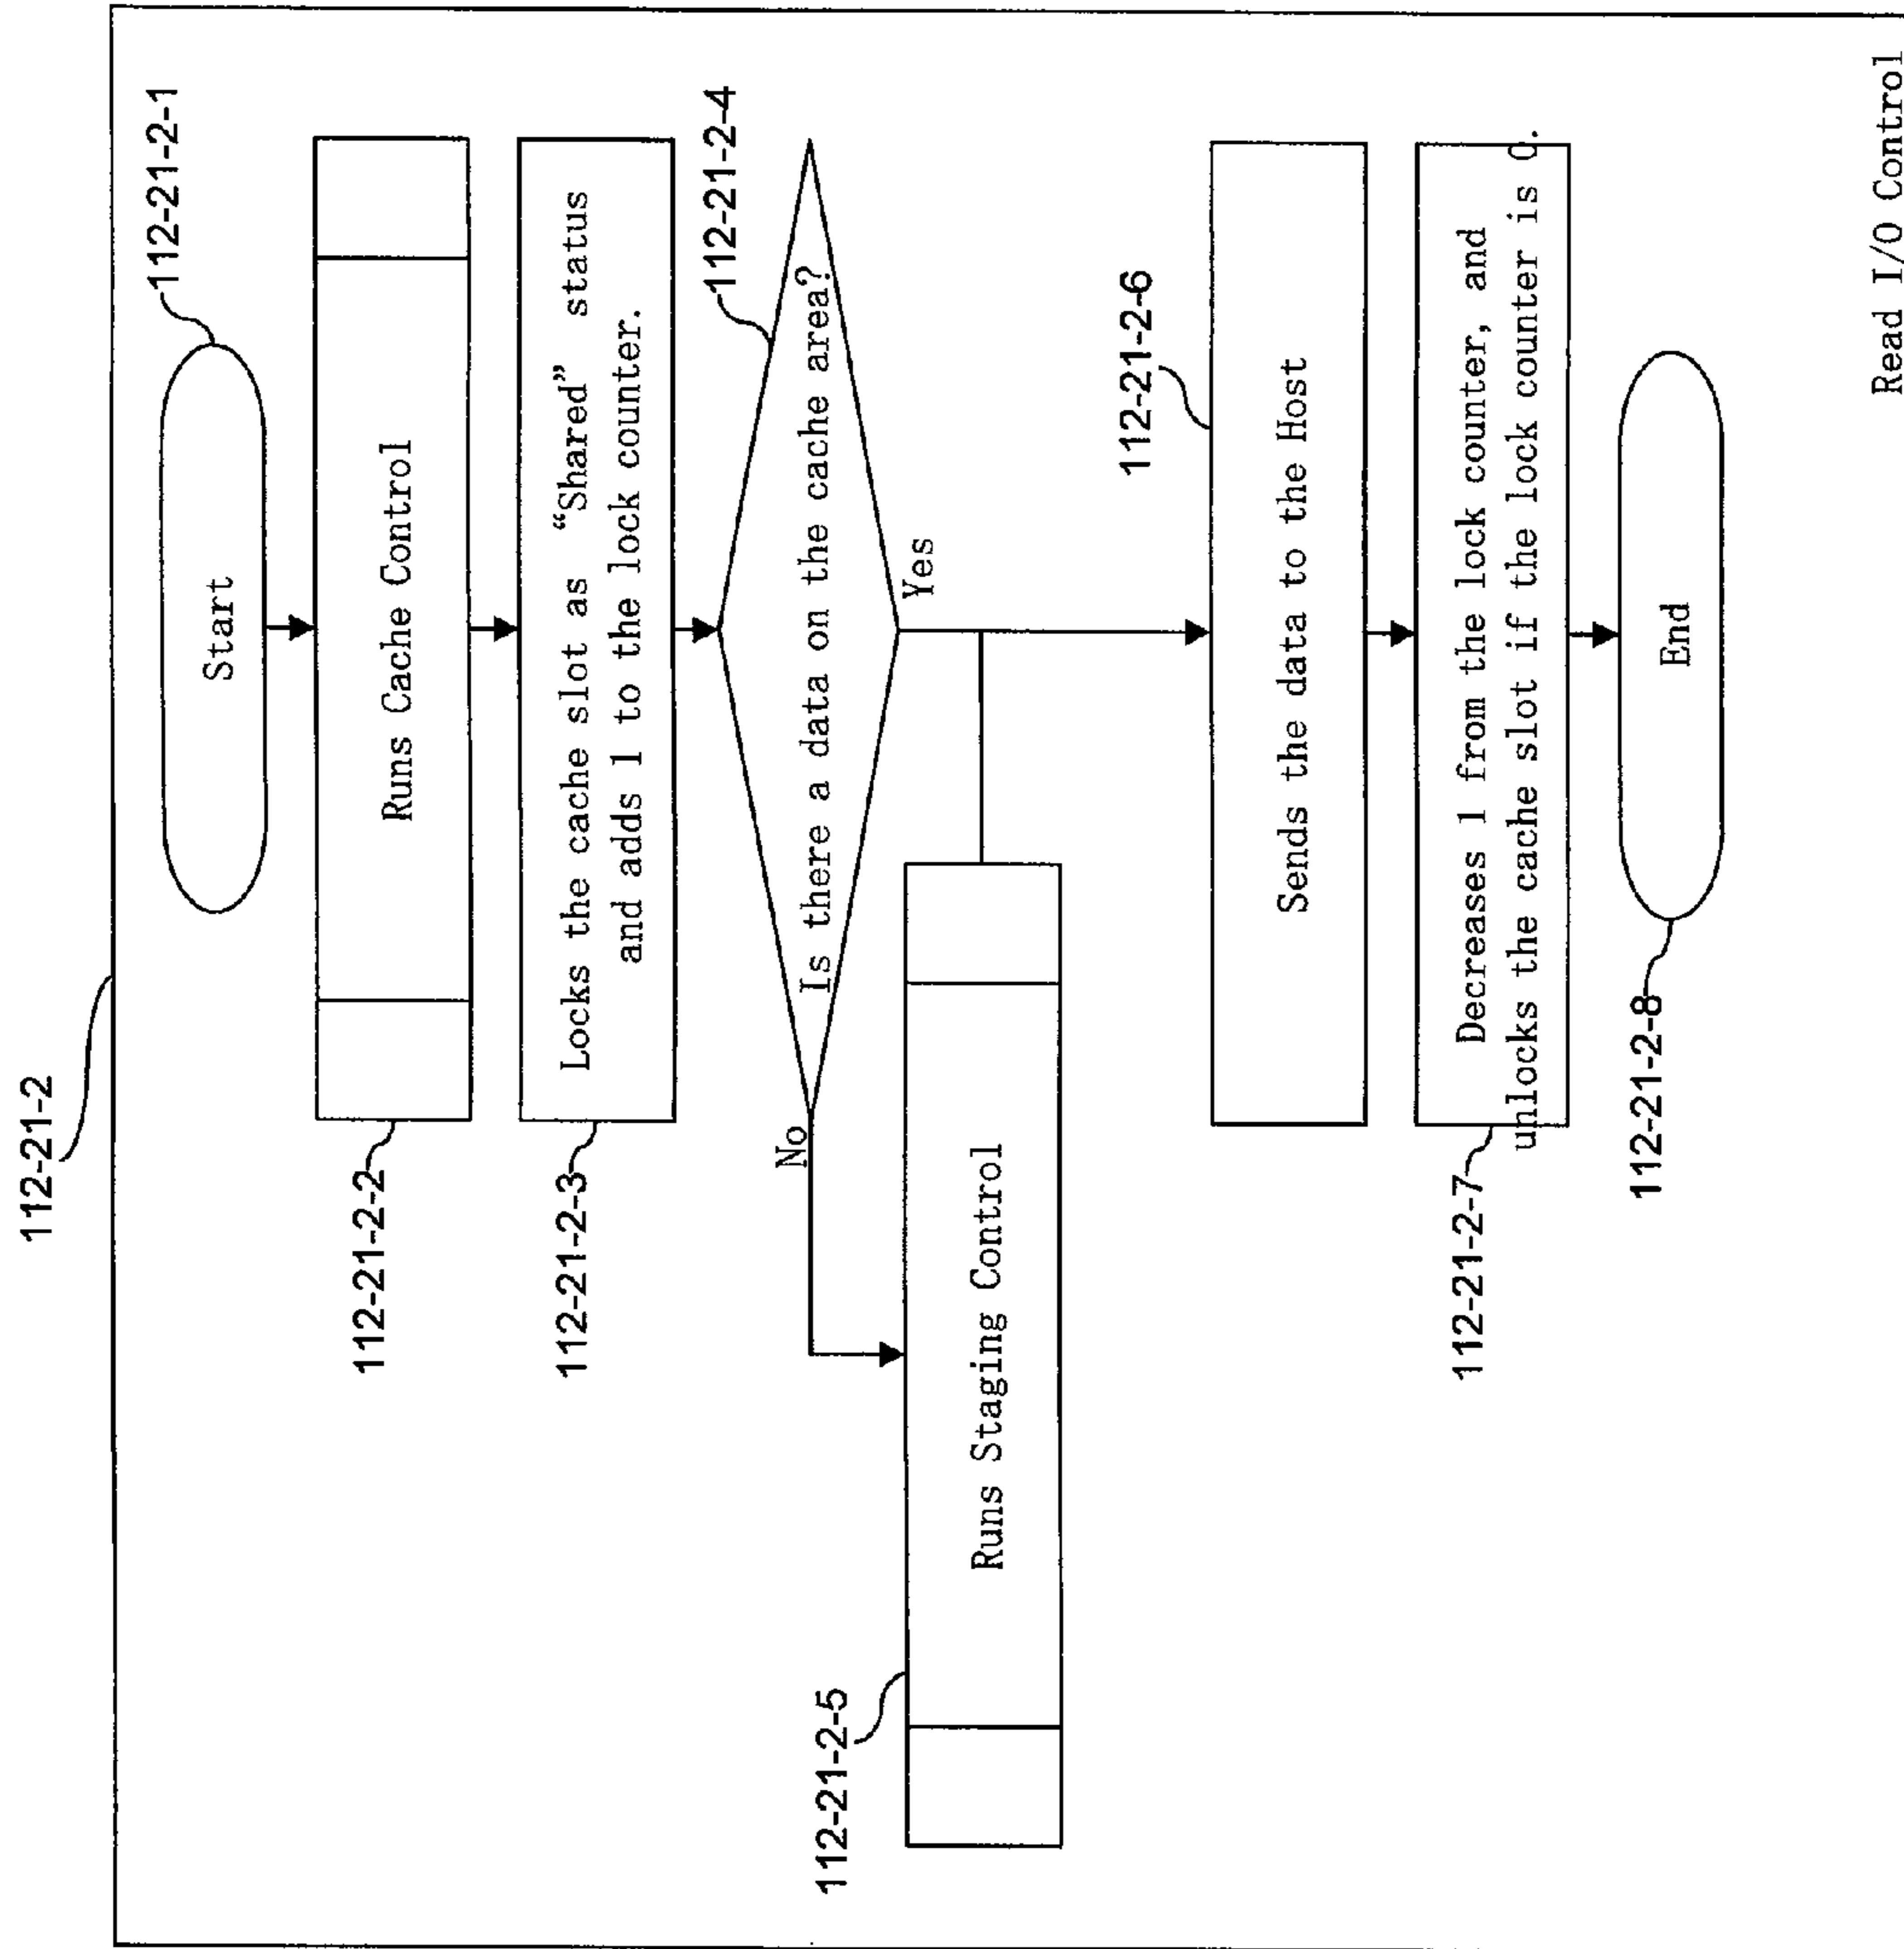 112-21-2
Start
112-21-2-1
112-21-2-2
Runs Cache Control
112-21-2-3
Locks the cache slot as “Shared” status
and adds 1 to the lock counter.
112-21-2-4
Is there a data on the cache area?
No
Yes
112-21-2-5
Runs Staging Control
112-21-2-6
Sends the data to the Host
112-21-2-7
Decreases 1 from the lock counter, and
unlocks the cache slot if the lock counter is 0.
112-21-2-8
End
Read I/O Control